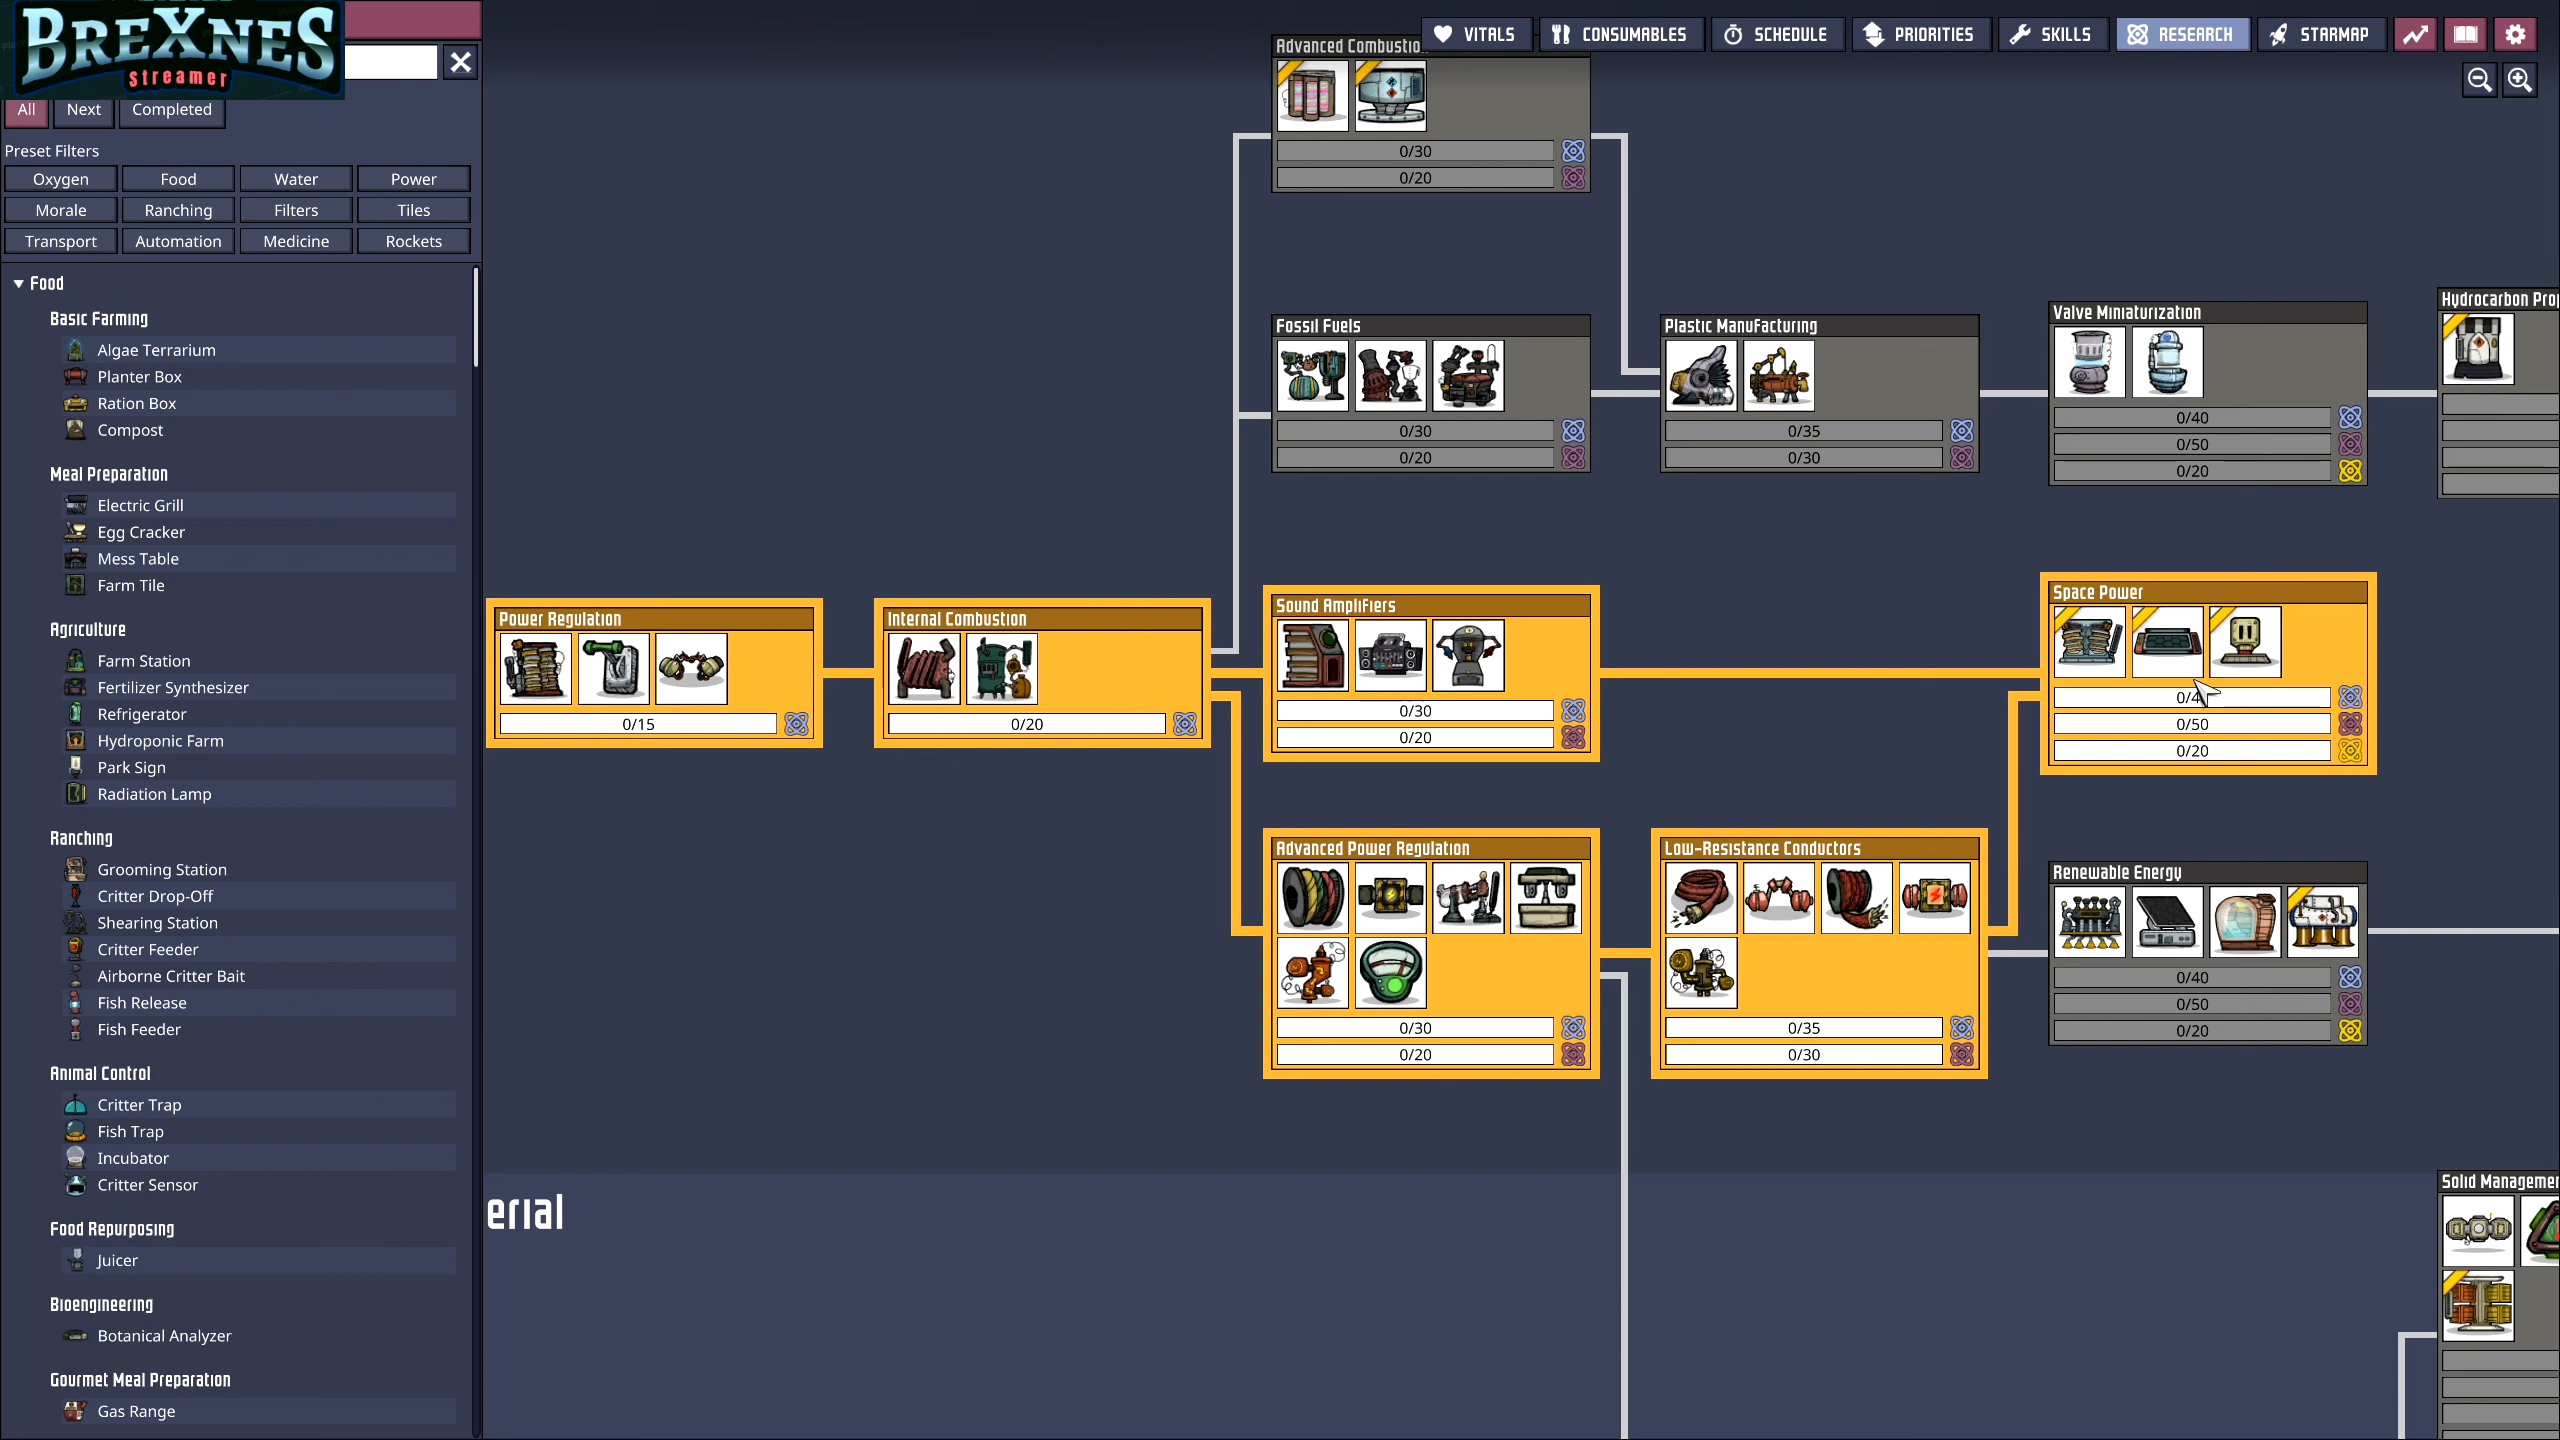 BREXNES
streamer
VITALS
CONSUMABLES
SCHEDULE
PRIORITIES
SKILLS
RESEARCH
STARMAP
All
Next
Completed
Preset Filters
Oxygen
Food
Water
Power
Morale
Ranching
Filters
Tiles
Transport
Automation
Medicine
Rockets
Food
Basic Farming
Algae Terrarium
Planter Box
Ration Box
Compost
Meal Preparation
Electric Grill
Egg Cracker
Mess Table
Farm Tile
Agriculture
Farm Station
Fertilizer Synthesizer
Refrigerator
Hydroponic Farm
Park Sign
Radiation Lamp
Ranching
Grooming Station
Critter Drop-Off
Shearing Station
Critter Feeder
Airborne Critter Bait
Fish Release
Fish Feeder
Animal Control
Critter Trap
Fish Trap
Incubator
Critter Sensor
Food Repurposing
Juicer
Bioengineering
Botanical Analyzer
Gourmet Meal Preparation
Gas Range
Advanced Combustio
0/30
0/20
Fossil Fuels
0/30
0/20
Plastic Manufacturing
0/35
0/30
Valve Miniaturization
0/40
0/50
0/20
Hydrocarbon Prop
Power Regulation
0/15
Internal Combustion
0/20
Sound Amplifiers
0/30
0/20
Space Power
0/4
0/50
0/20
Advanced Power Regulation
0/30
0/20
Low-Resistance Conductors
0/35
0/30
Renewable Energy
0/40
0/50
0/20
erial
Solid Managemen